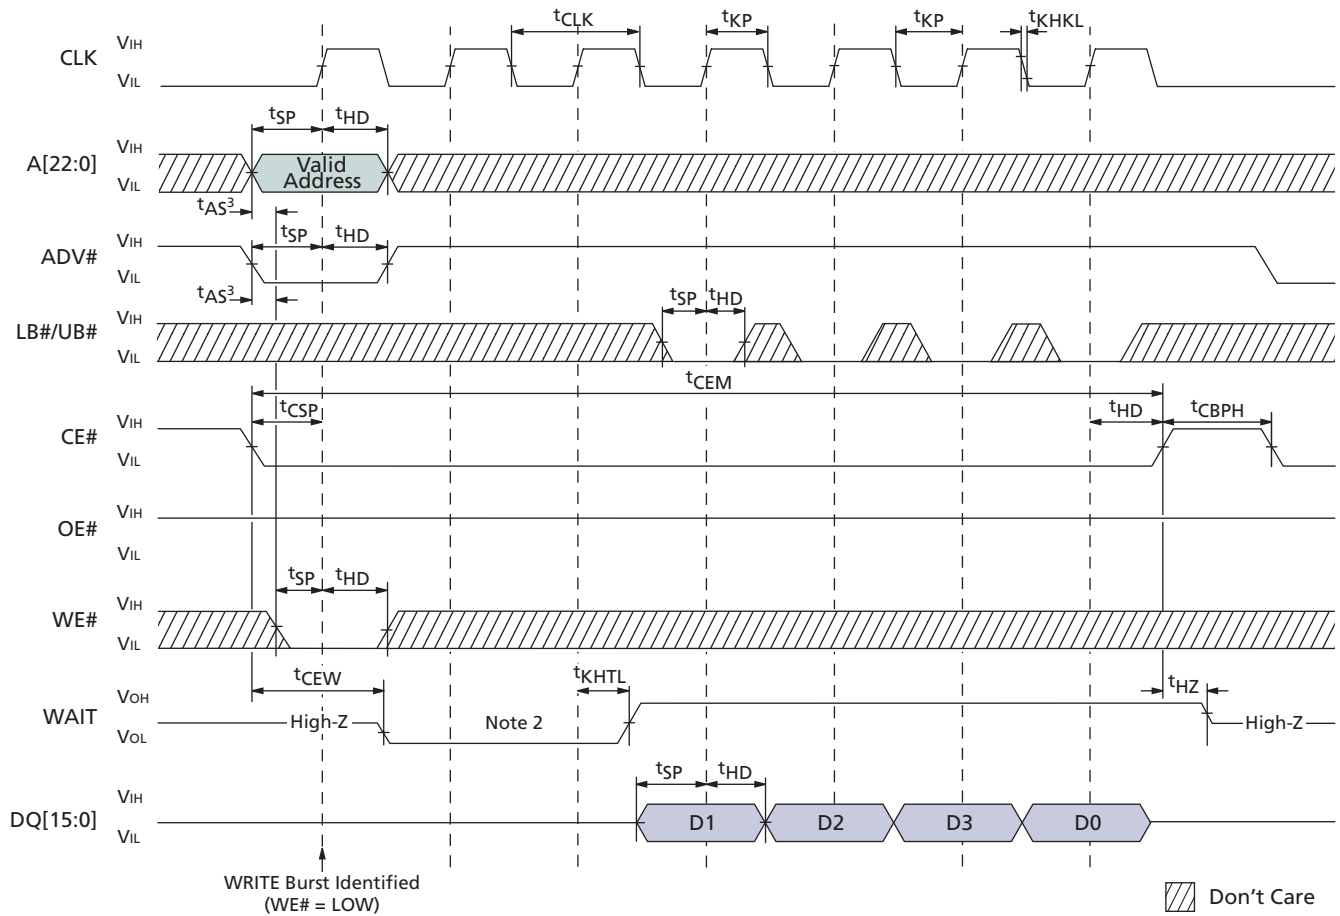 tCLK tKP tKP tKHKL
CLK VIH
VIL
tSP tHD
A[22:0] VIH
VIL
Valid
Address
tAS3
tSP tHD
ADV# VIH
VIL
tAS3
tSP tHD
LB#/UB# VIH
VIL
tCEM
tCSP tHD tCBPH
CE# VIH
VIL
OE# VIH
VIL
tSP tHD
WE# VIH
VIL
tCEW tKHTL tHZ
WAIT VOH
VOL
High-Z Note 2 High-Z
tSP tHD
DQ[15:0] VIH
VIL
D1 D2 D3 D0
WRITE Burst Identified
(WE# = LOW)
Don't Care